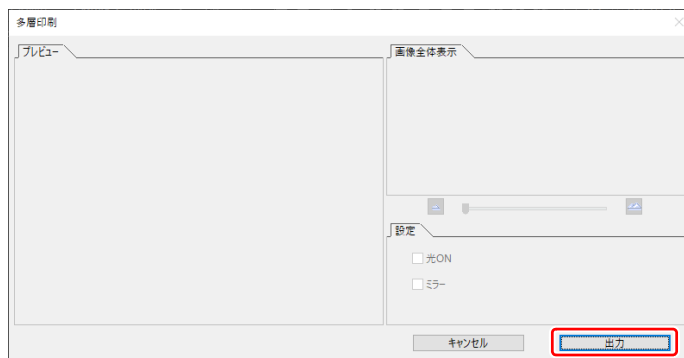 多層印刷
プレビュー
画像全体表示
設定
光ON
ミラー
キャンセル
出力